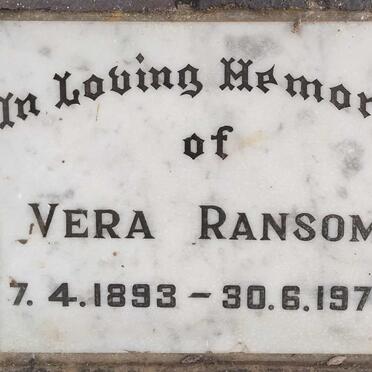 In Loving Memor
of
VERA RANSOM
7. 4. 1893 – 30. 6. 197